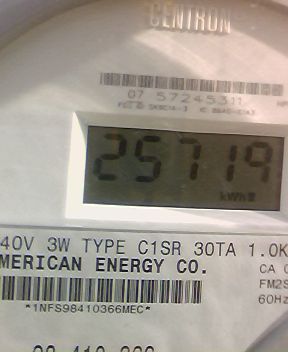 CENTRON
07 57245311
25719
kWh
40V 3W TYPE C1SR 30TA 1.0K
MERICAN ENERGY CO.
CA
FM2S
60Hz
*1NFS98410366MEC*